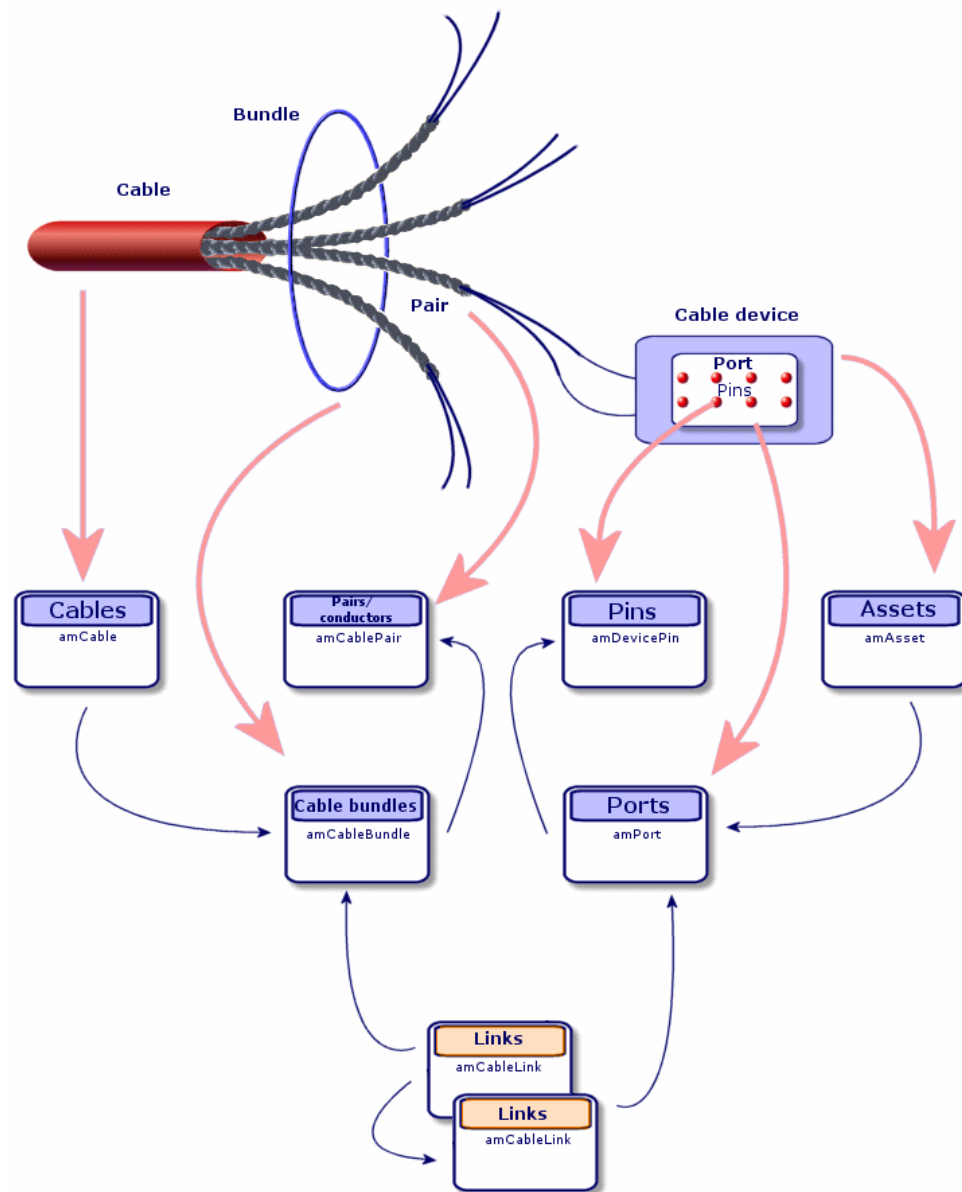 Bundle
Cable
Pair
Cable device
Port
Pins
Cables
amCable
Pairs/
conductors
amCablePair
Pins
amDevicePin
Assets
amAsset
Cable bundles
amCableBundle
Ports
amPort
Links
amCableLink
Links
amCableLink